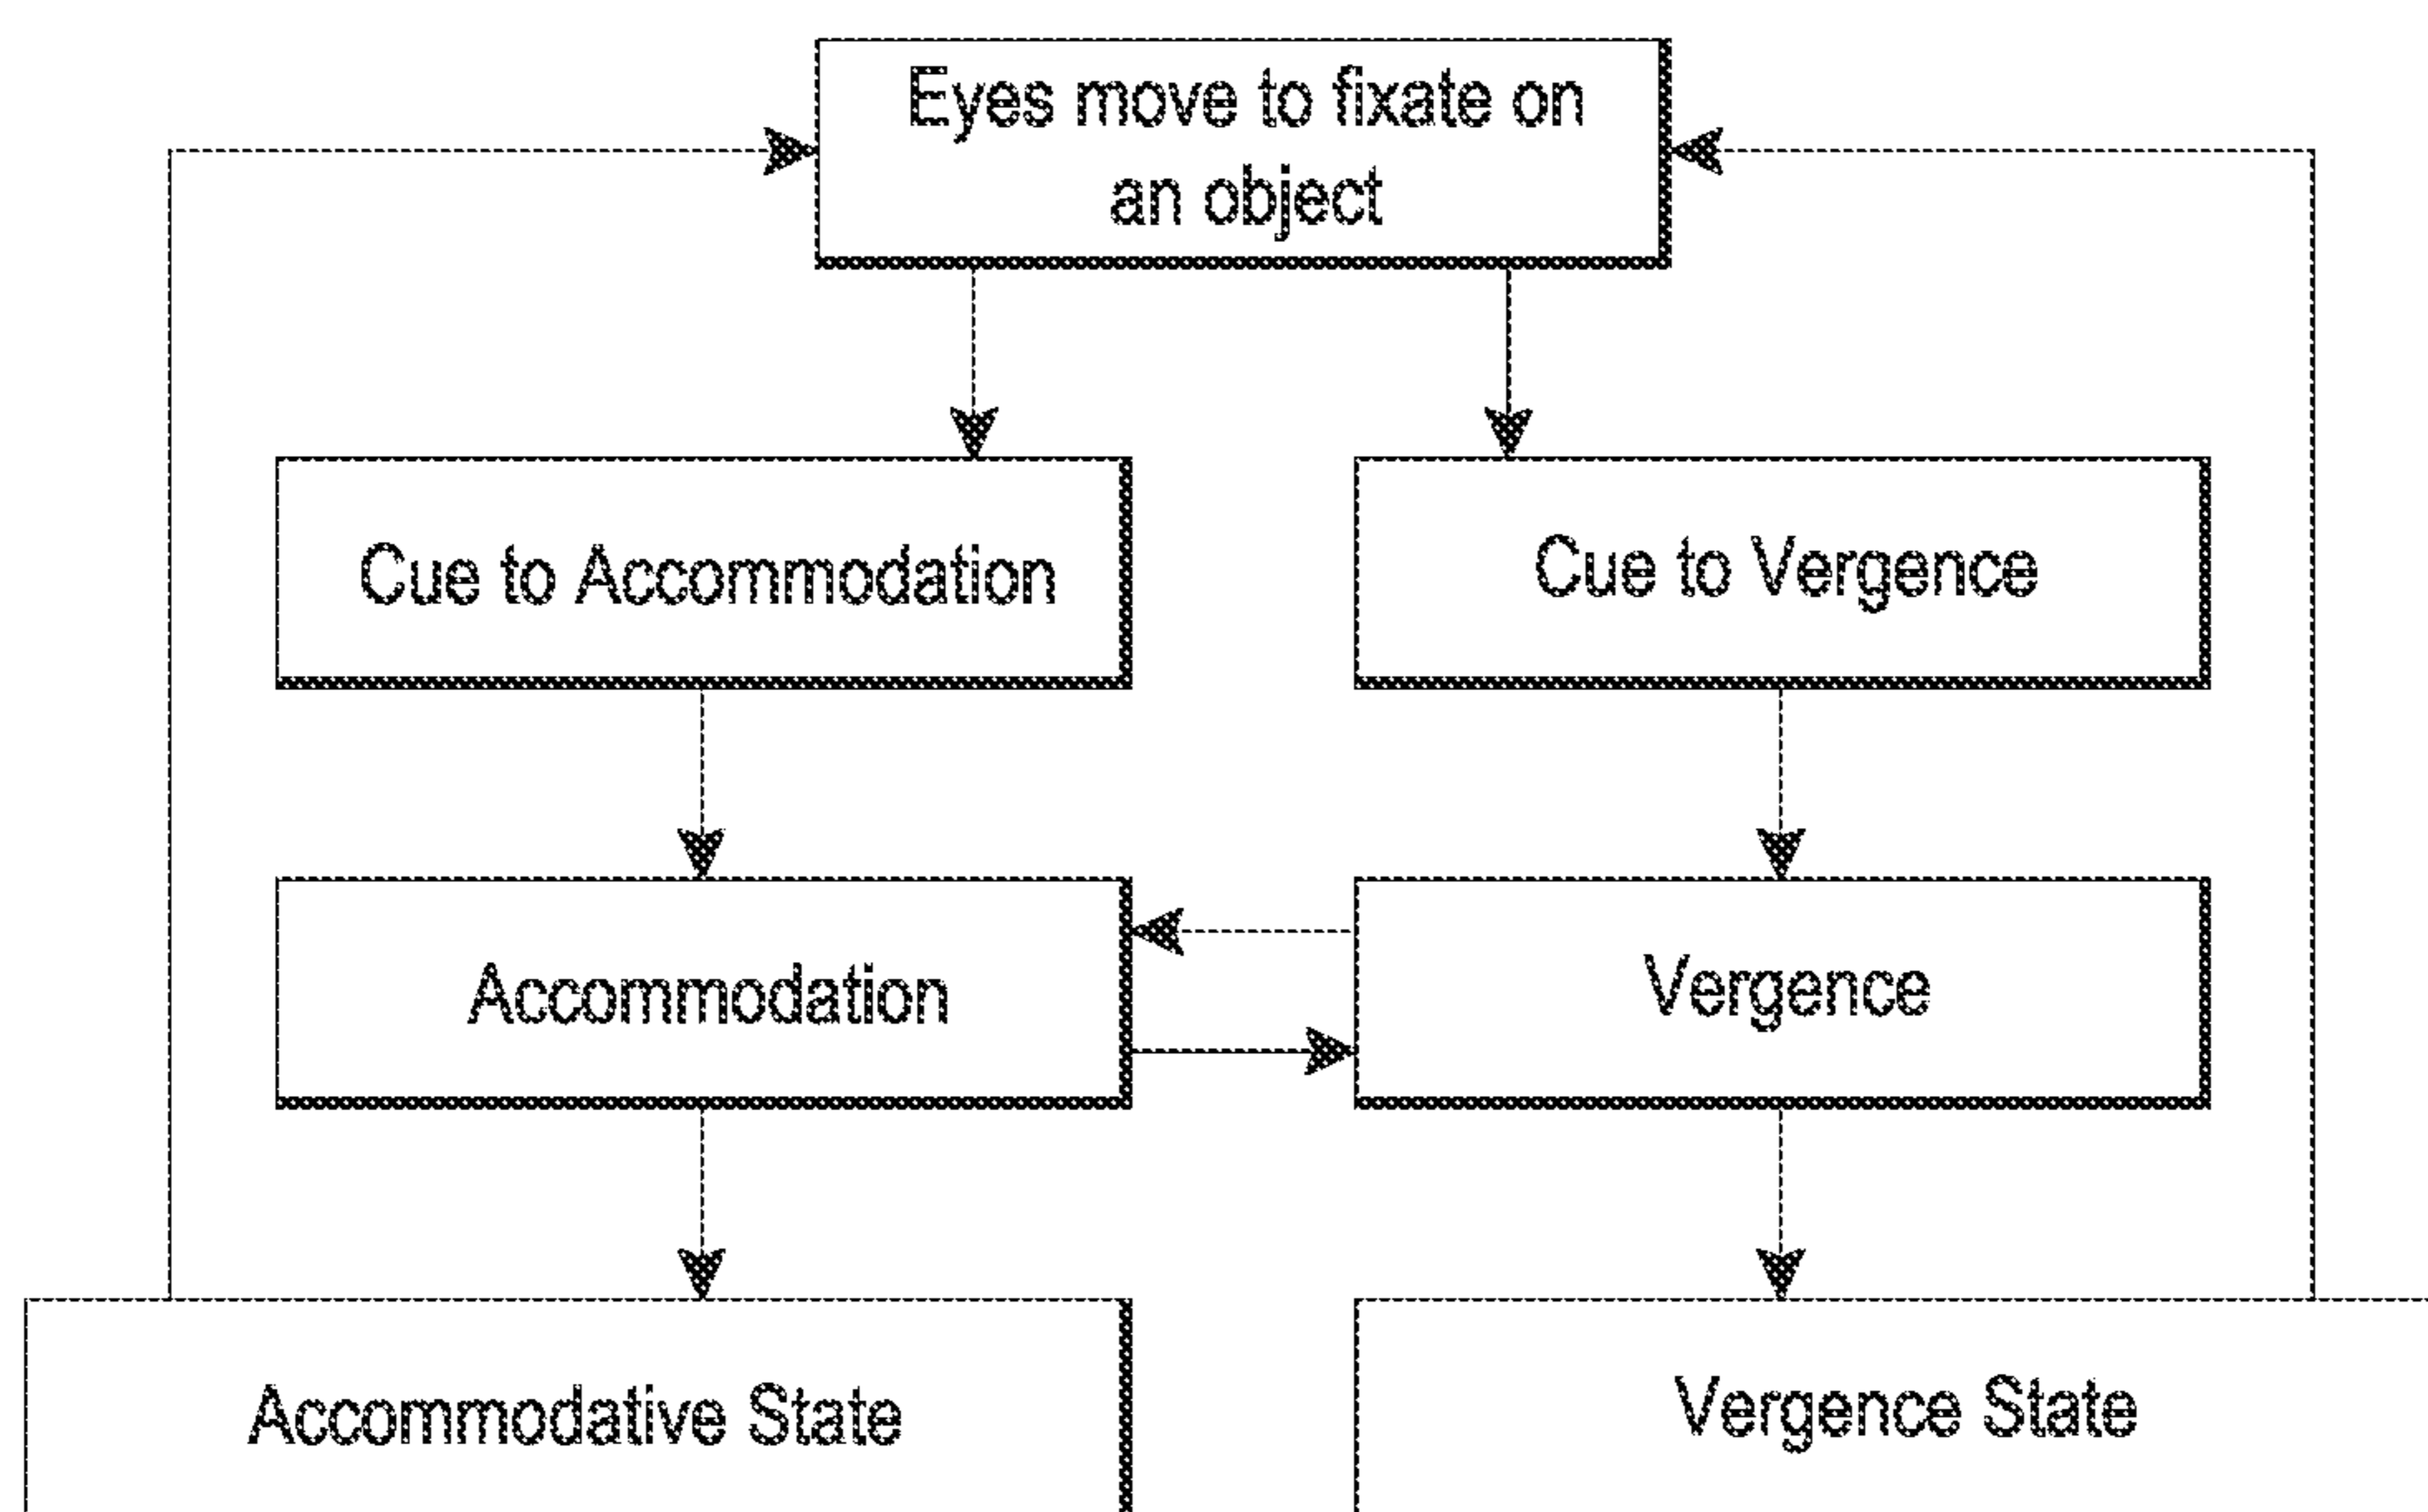 Eyes move to fixate on
an object
Cue to Accommodation
Cue to Vergence
Accommodation
Vergence
Accommodative State
Vergence State